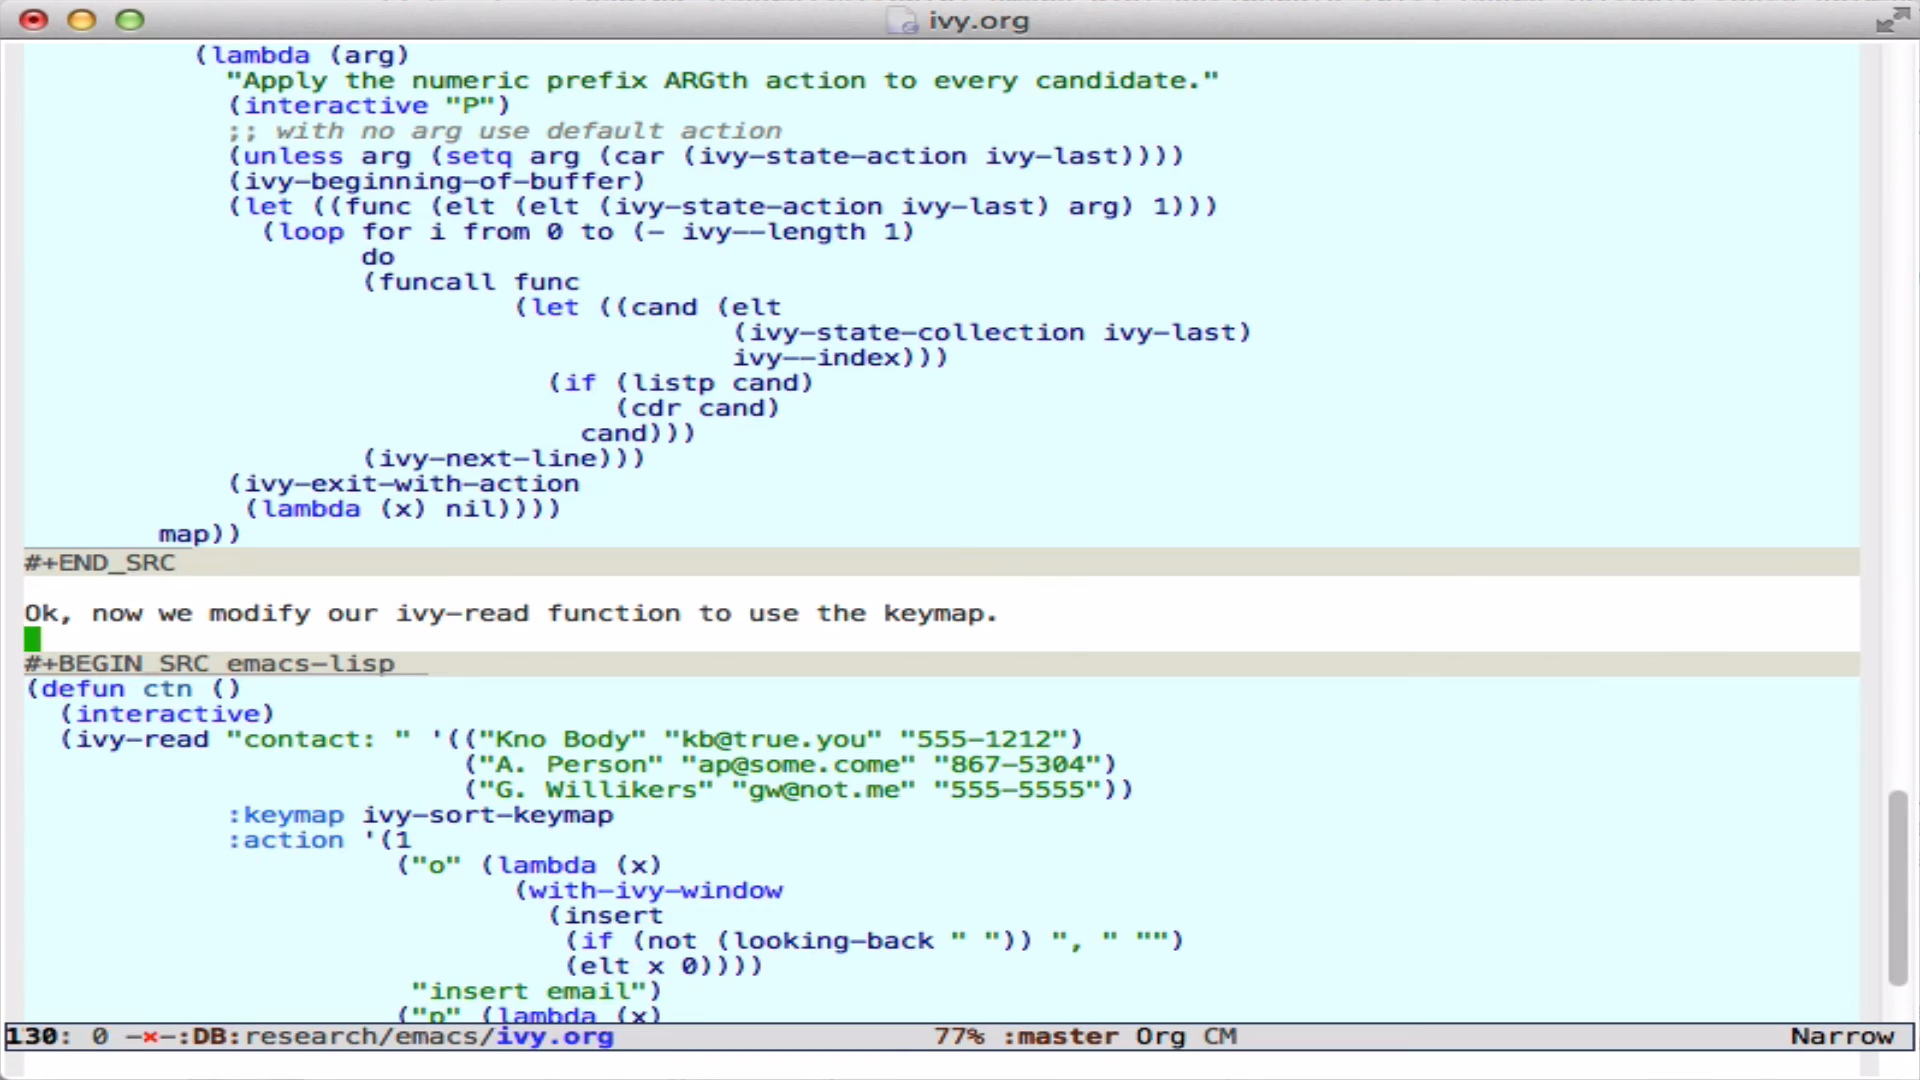 ivy.org
(lambda (arg)
"Apply the numeric prefix ARGth action to every candidate."
(interactive "P")
;; with no arg use default action
(unless arg (setq arg (car (ivy-state-action ivy-last))))
(ivy-beginning-of-buffer)
(let ((func (elt (elt (ivy-state-action ivy-last) arg) 1)))
(loop for i from 0 to (- ivy--length 1)
do
(funcall func
(let ((cand (elt
(ivy-state-collection ivy-last)
ivy--index)))
(if (listp cand)
(cdr cand)
cand)))
(ivy-next-line)))
(ivy-exit-with-action
(lambda (x) nil))))
map))
#+END_SRC
Ok, now we modify our ivy-read function to use the keymap.
#+BEGIN_SRC emacs-lisp
(defun ctn ()
(interactive)
(ivy-read "contact: " '(("Kno Body" "kb@true.you" "555-1212")
("A. Person" "ap@some.come" "867-5304")
("G. Willikers" "gw@not.me" "555-5555"))
:keymap ivy-sort-keymap
:action '(1
("o" (lambda (x)
(with-ivy-window
(insert
(if (not (looking-back " ")) ", " "")
(elt x 0))))
"insert email")
("p" (lambda (x)
130: 0 -×-:DB:research/emacs/ivy.org 77% :master Org CM Narrow